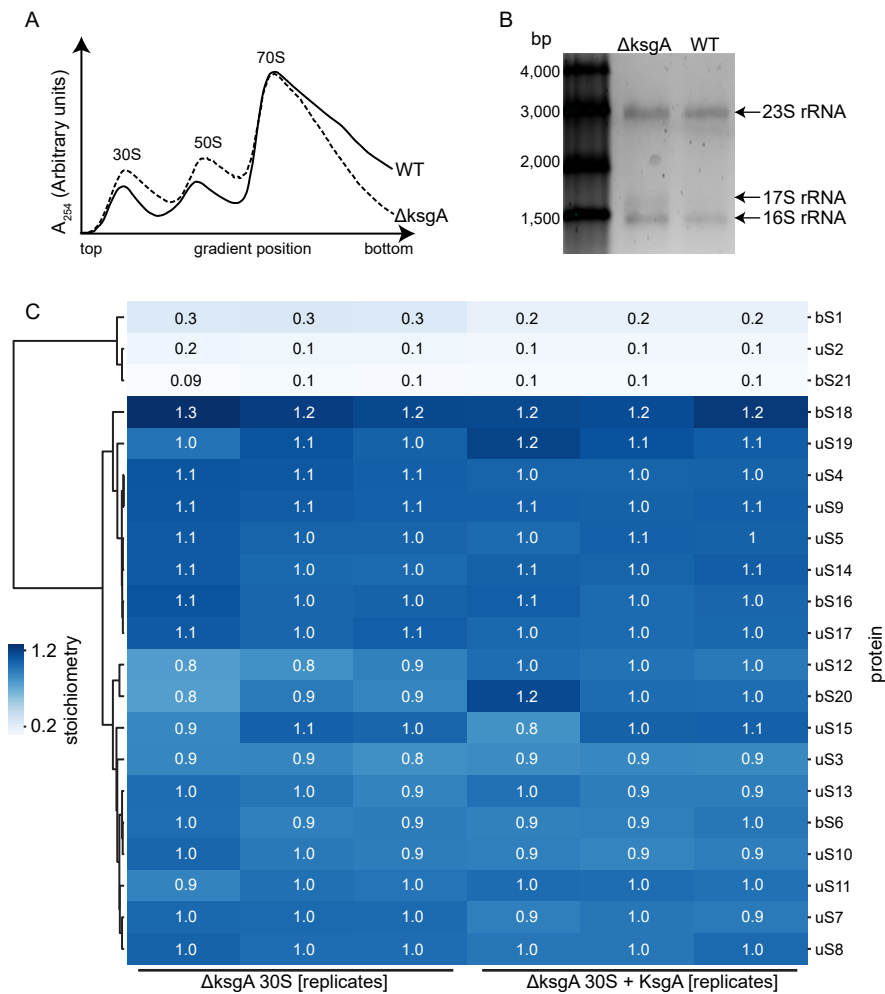 A
A254 (Arbitrary units)
30S
50S
70S
WT
ΔksgA
top gradient position bottom
B
bp ΔksgA WT
4,000
3,000
2,000
1,500
23S rRNA
17S rRNA
16S rRNA
C
0.3 0.3 0.3 0.2 0.2 0.2 bS1
0.2 0.1 0.1 0.1 0.1 0.1 uS2
0.09 0.1 0.1 0.1 0.1 0.1 bS21
1.3 1.2 1.2 1.2 1.2 1.2 bS18
1.0 1.1 1.0 1.2 1.1 1.1 uS19
1.1 1.1 1.1 1.0 1.0 1.0 uS4
1.1 1.1 1.1 1.1 1.0 1.1 uS9
1.1 1.0 1.0 1.0 1.1 1 uS5
1.1 1.0 1.0 1.1 1.0 1.1 uS14
1.1 1.0 1.0 1.1 1.0 1.0 bS16
1.1 1.0 1.1 1.0 1.0 1.0 uS17
0.8 0.8 0.9 1.0 1.0 1.0 uS12
0.8 0.9 0.9 1.2 1.0 1.0 bS20
0.9 1.1 1.0 0.8 1.0 1.1 uS15
0.9 0.9 0.8 0.9 0.9 0.9 uS3
1.0 1.0 0.9 1.0 0.9 0.9 uS13
1.0 0.9 0.9 0.9 0.9 1.0 bS6
1.0 1.0 0.9 0.9 0.9 0.9 uS10
0.9 1.0 1.0 1.0 1.0 1.0 uS11
1.0 1.0 1.0 0.9 1.0 0.9 uS7
1.0 1.0 1.0 1.0 1.0 1.0 uS8
1.2
0.2
stoichiometry
protein
ΔksgA 30S [replicates] ΔksgA 30S + KsgA [replicates]